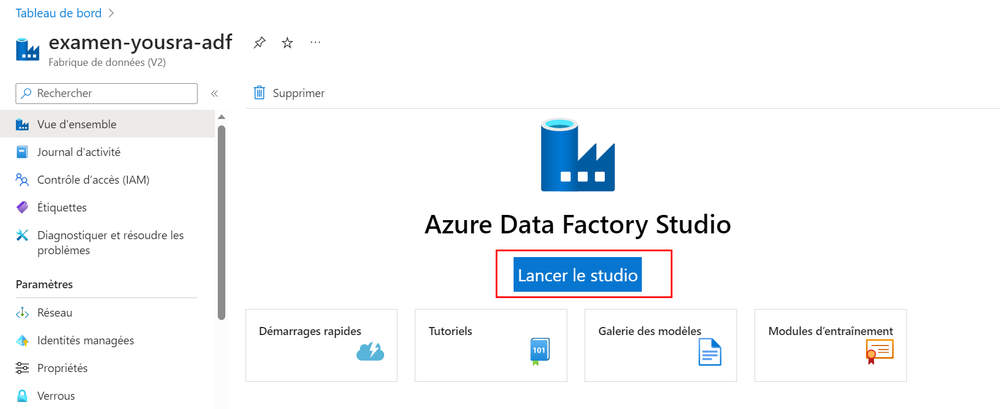 Tableau de bord
examen-yousra-adf
Fabrique de données (V2)
Rechercher
Supprimer
Vue d'ensemble
Journal d’activité
Contrôle d’accès (IAM)
Étiquettes
Diagnostiquer et résoudre les
problèmes
Paramètres
Réseau
Identités managées
Propriétés
Verrous
Azure Data Factory Studio
Lancer le studio
Démarrages rapides
Tutoriels
101
Galerie des modèles
Modules d’entraînement